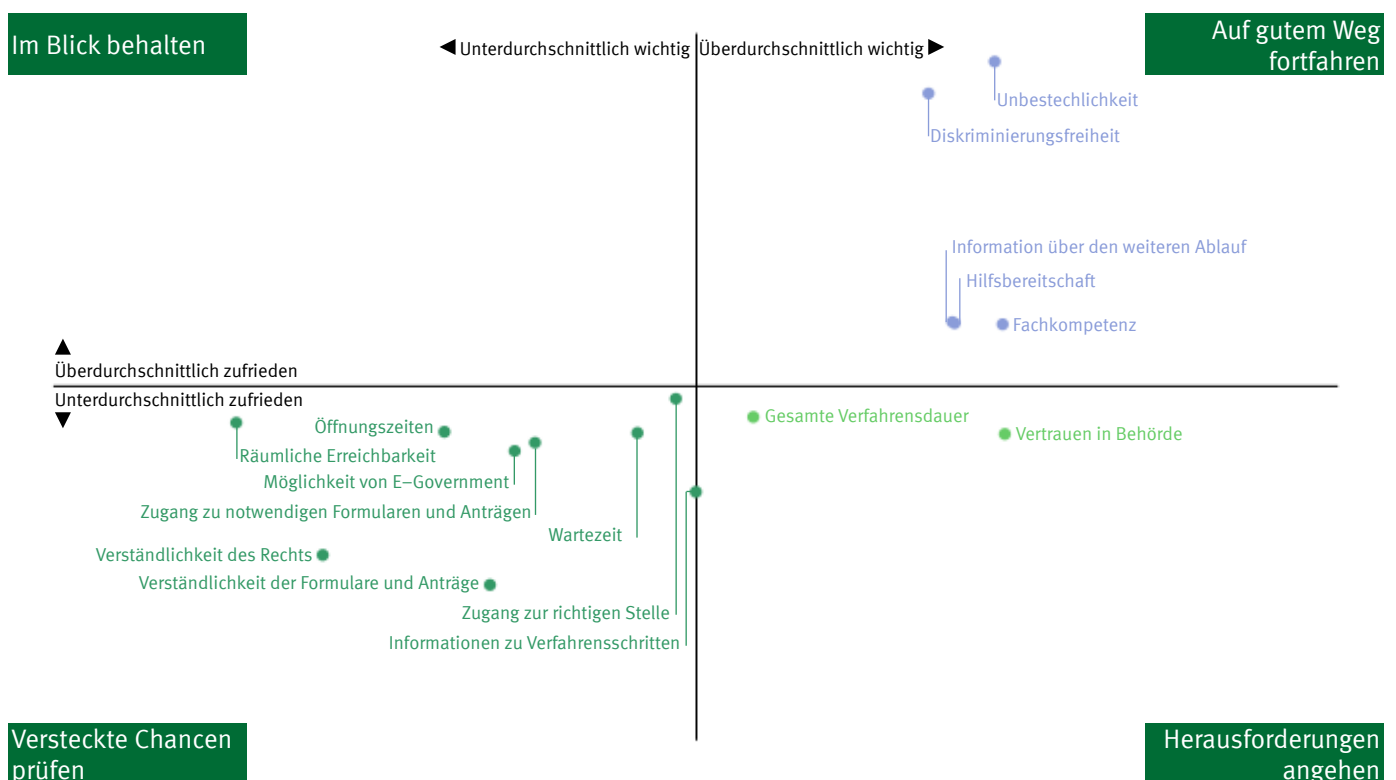 Im Blick behalten
◄ Unterdurchschnittlich wichtig
Überdurchschnittlich wichtig ►
Auf gutem Weg
fortfahren
Unbestechlichkeit
Diskriminierungsfreiheit
Information über den weiteren Ablauf
Hilfsbereitschaft
Fachkompetenz
▲
Überdurchschnittlich zufrieden
Unterdurchschnittlich zufrieden
▼
Öffnungszeiten
Räumliche Erreichbarkeit
Möglichkeit von E–Government
Zugang zu notwendigen Formularen und Anträgen
Wartezeit
Gesamte Verfahrensdauer
Vertrauen in Behörde
Verständlichkeit des Rechts
Verständlichkeit der Formulare und Anträge
Zugang zur richtigen Stelle
Informationen zu Verfahrensschritten
Versteckte Chancen
prüfen
Herausforderungen
angehen